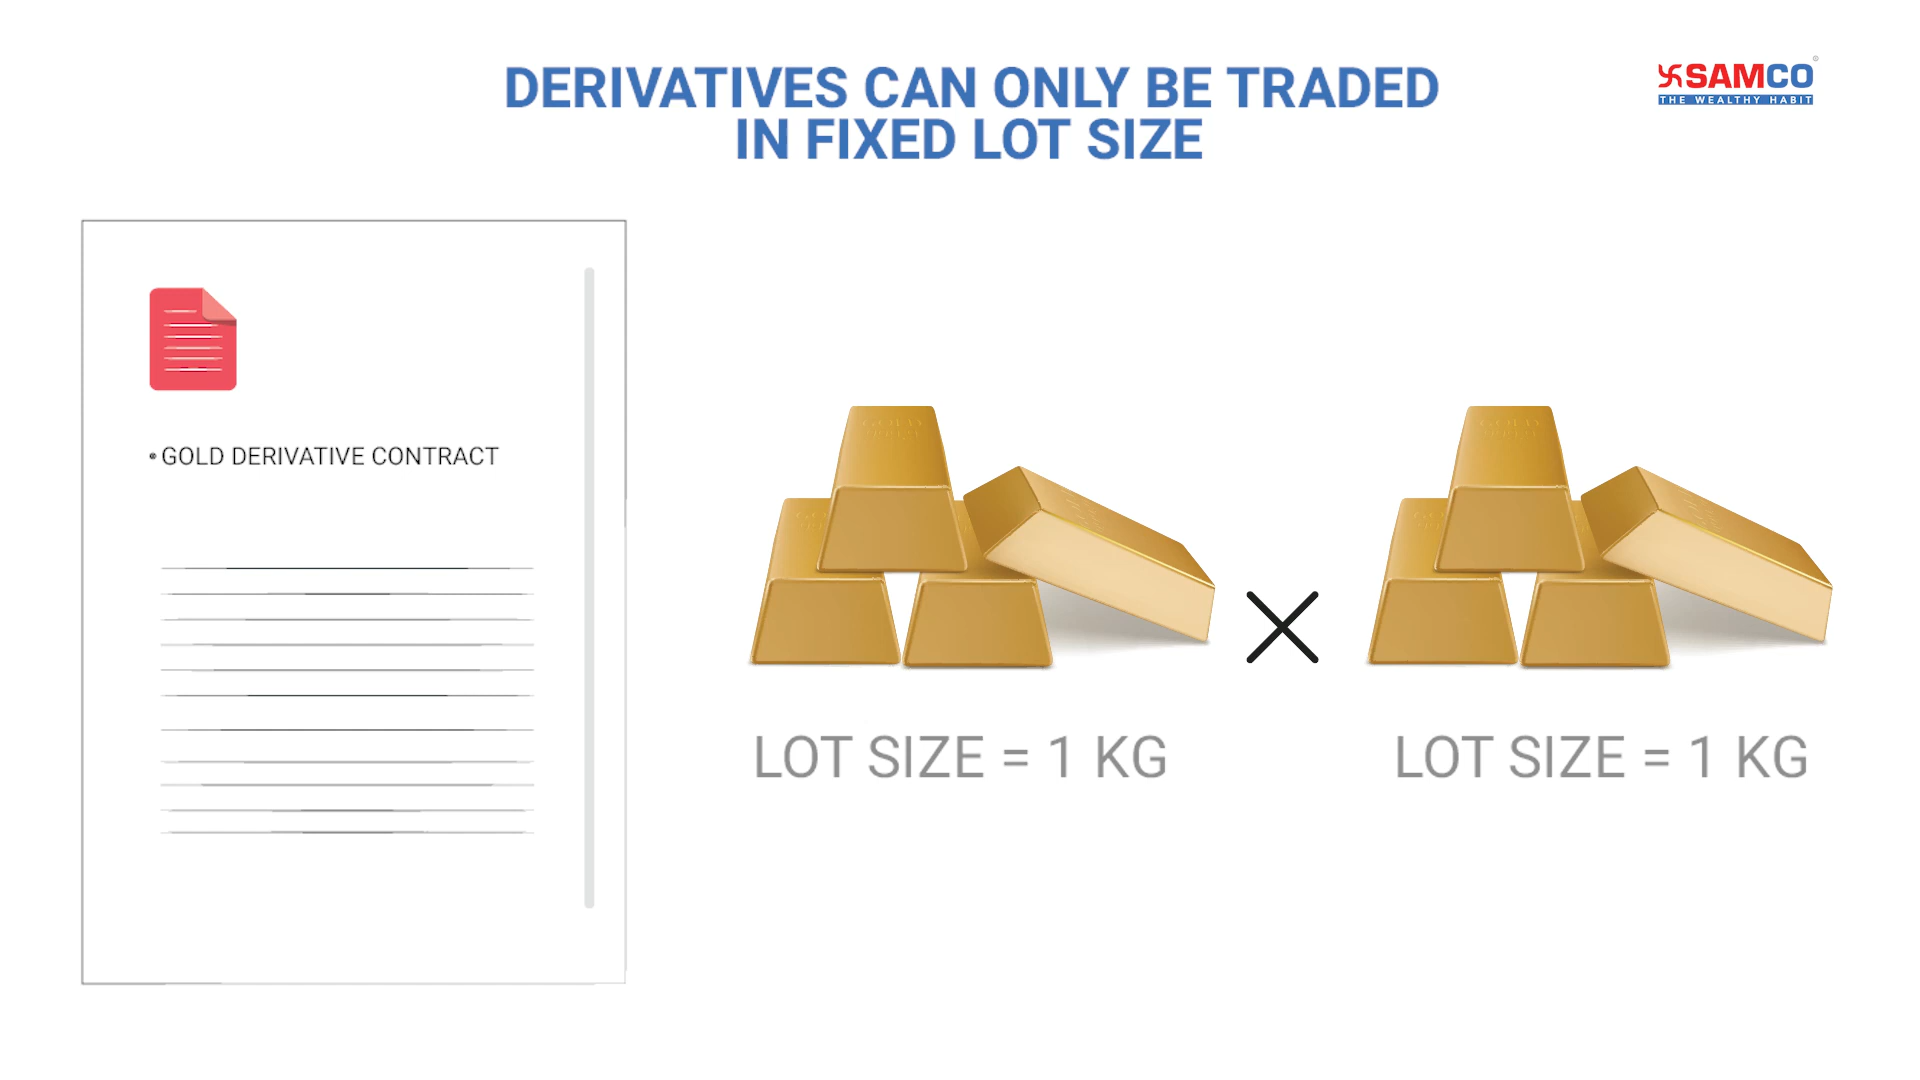 DERIVATIVES CAN ONLY BE TRADED
IN FIXED LOT SIZE
SAMCO
THE WEALTHY HABIT
• GOLD DERIVATIVE CONTRACT
LOT SIZE = 1 KG
LOT SIZE = 1 KG